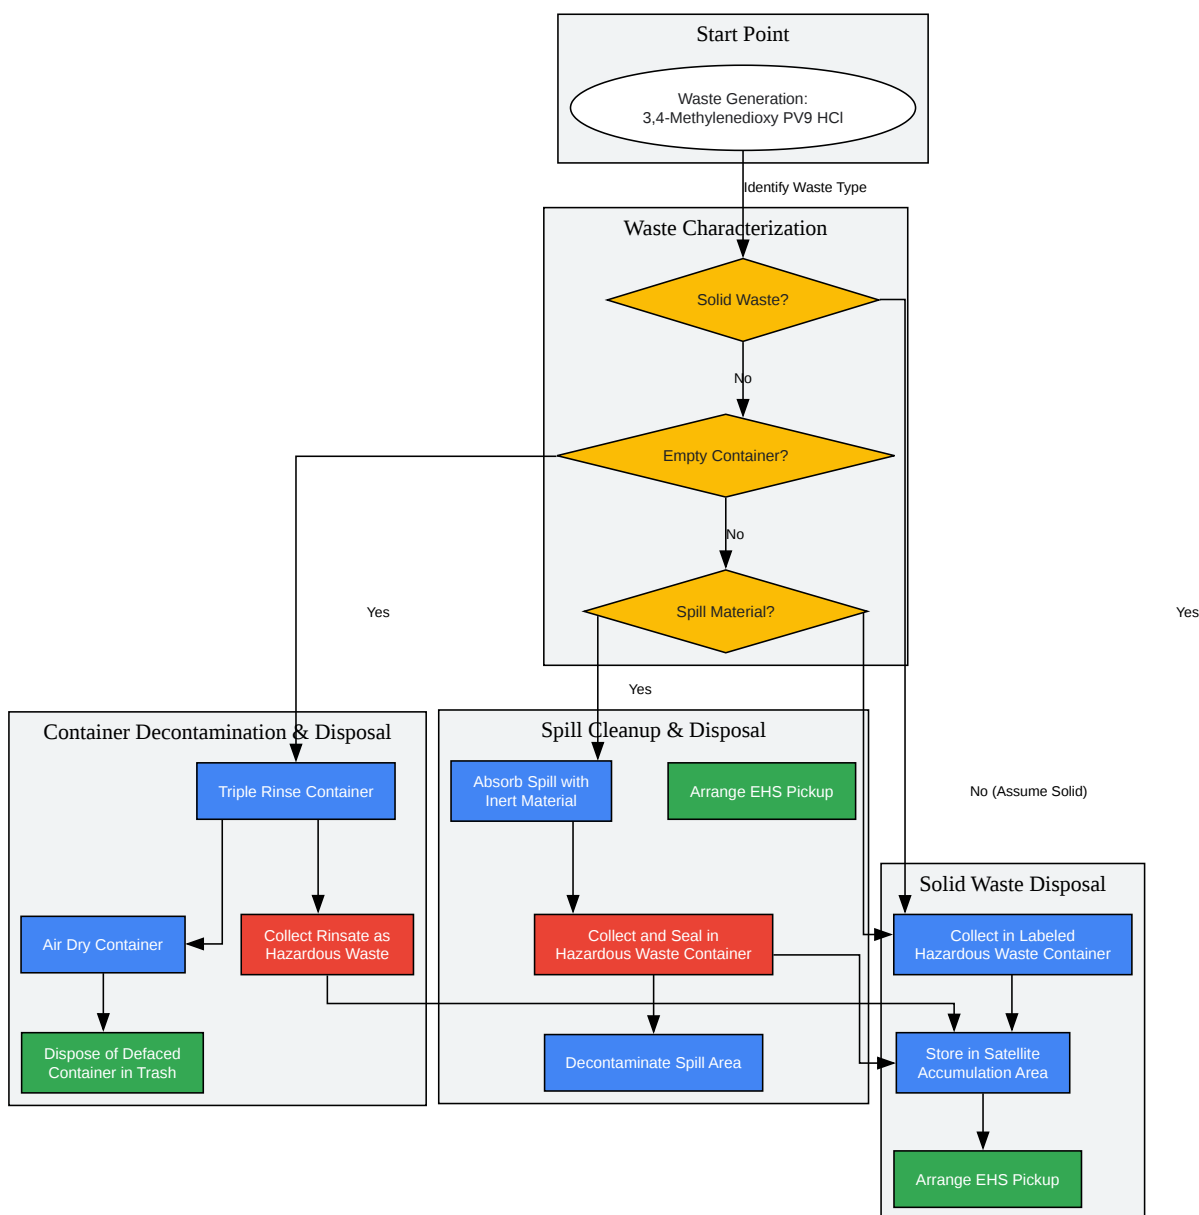 Start Point
Waste Generation:
3,4-Methylenedioxy PV9 HCl
Identify Waste Type
Waste Characterization
Solid Waste?
No
Empty Container?
No
Spill Material?
Yes
Yes
Yes
No (Assume Solid)
Container Decontamination & Disposal
Triple Rinse Container
Air Dry Container
Collect Rinsate as
Hazardous Waste
Dispose of Defaced
Container in Trash
Spill Cleanup & Disposal
Absorb Spill with
Inert Material
Arrange EHS Pickup
Collect and Seal in
Hazardous Waste Container
Decontaminate Spill Area
Solid Waste Disposal
Collect in Labeled
Hazardous Waste Container
Store in Satellite
Accumulation Area
Arrange EHS Pickup